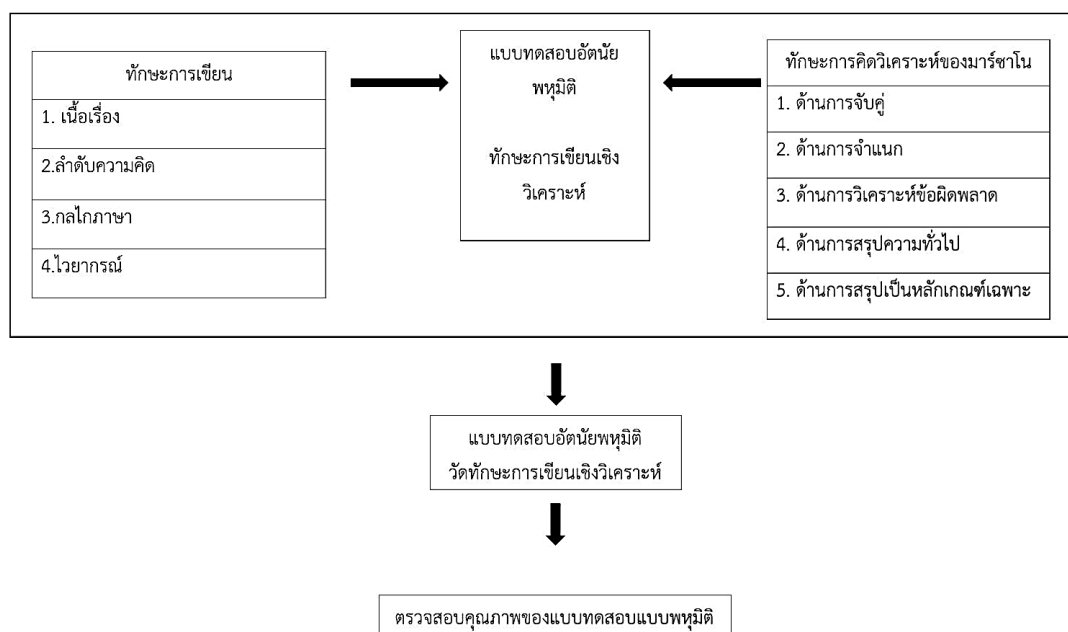 ทักษะการเขียน
1. เนื้อเรื่อง
2.ลำดับความคิด
3.กลไกภาษา
4.ไวยากรณ์
แบบทดสอบอัตนัย
พหุมิติ
ทักษะการเขียนเชิง
วิเคราะห์
ทักษะการคิดวิเคราะห์ของมาร์ซาโน
1. ด้านการจับคู่
2. ด้านการจำแนก
3. ด้านการวิเคราะห์ข้อผิดพลาด
4. ด้านการสรุปความทั่วไป
5. ด้านการสรุปเป็นหลักเกณฑ์เฉพาะ
แบบทดสอบอัตนัยพหุมิติ
วัดทักษะการเขียนเชิงวิเคราะห์
ตรวจสอบคุณภาพของแบบทดสอบแบบพหุมิติ